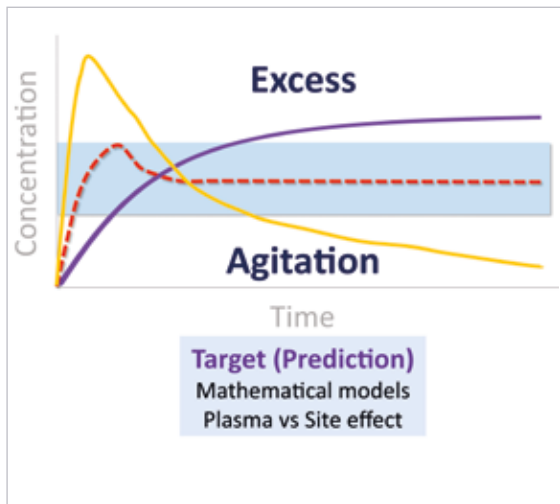 Excess
Concentration
Agitation
Time
Target (Prediction)
Mathematical models
Plasma vs Site effect